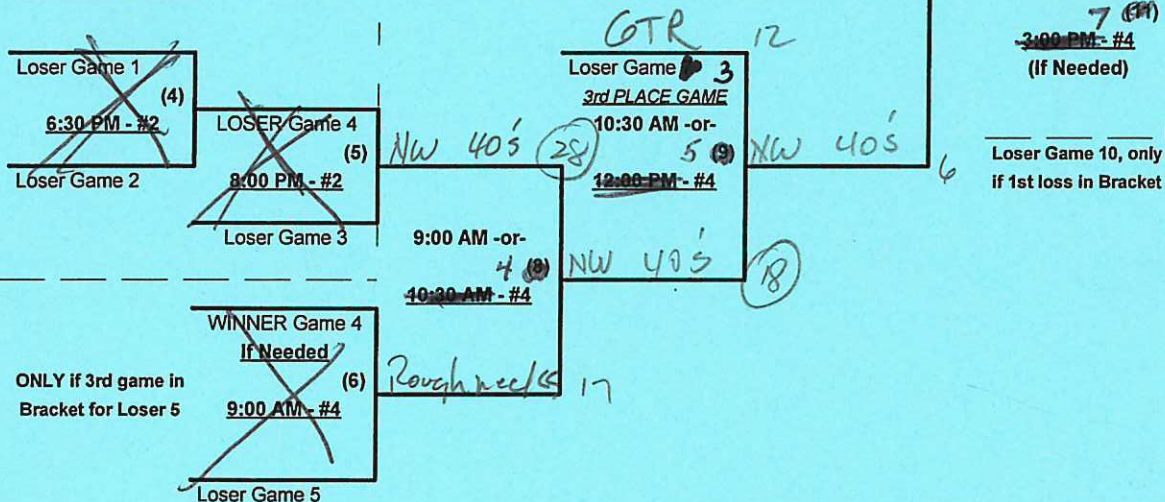 GTR 12
7 (11)
3:00 PM - #4
(If Needed)
Loser Game 1
(4)
6:30 PM - #2
Loser Game 2
LOSER Game 4
(5)
8:00 PM - #2
Loser Game 3
NW 40's 28
Loser Game 3
3rd PLACE GAME
10:30 AM -or-
5 (9)
12:00 PM - #4
NW 40's 6
Loser Game 10, only
if 1st loss in Bracket
9:00 AM -or-
4 (8)
10:30 AM - #4
NW 40's 18
WINNER Game 4
If Needed
(6)
9:00 AM - #4
Loser Game 5
ONLY if 3rd game in
Bracket for Loser 5
Roughnecks 17